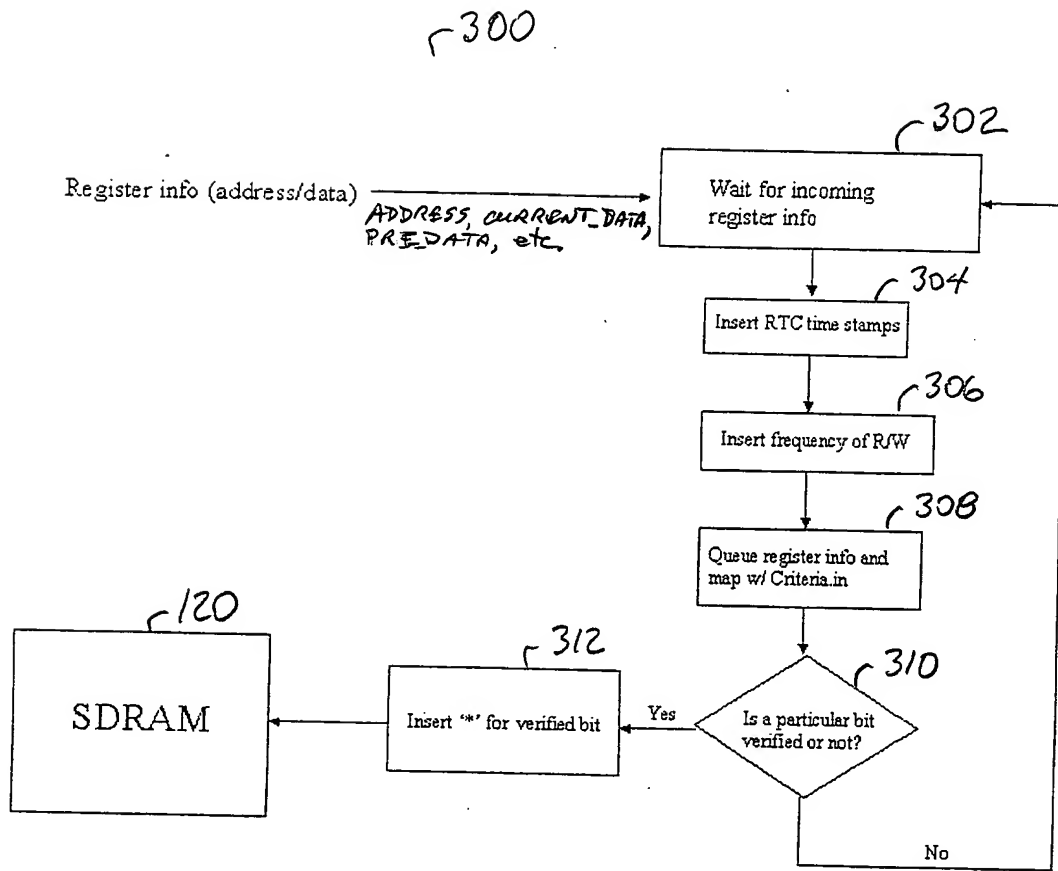 300
302
Register info (address/data)
ADDRESS, CURRENT_DATA,
PRE_DATA, etc.
Wait for incoming
register info
304
Insert RTC time stamps
306
Insert frequency of R/W
308
Queue register info and
map w/ Criteria.in
120
SDRAM
312
Insert '*' for verified bit
Yes
310
Is a particular bit
verified or not?
No